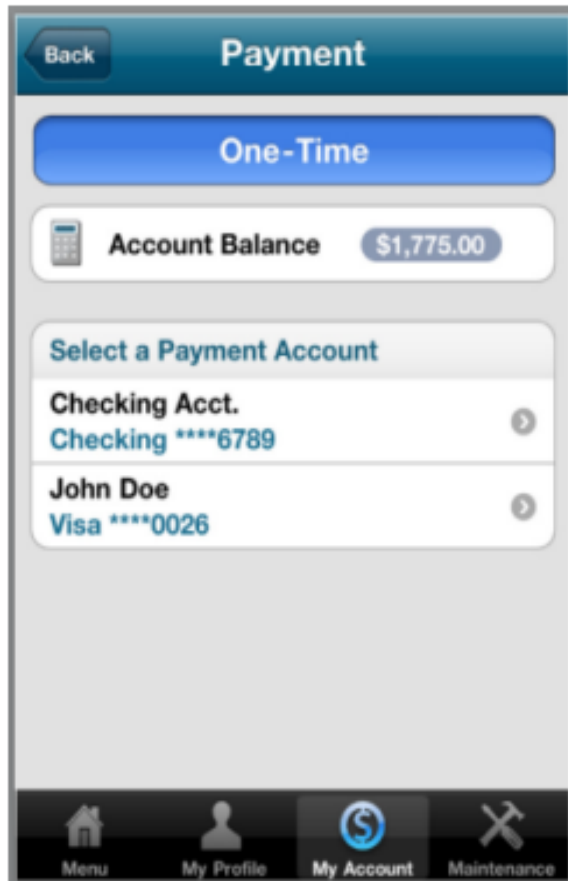 Back
Payment
One-Time
Account Balance $1,775.00
Select a Payment Account
Checking Acct.
Checking ****6789
John Doe
Visa ****0026
Menu
My Profile
My Account
Maintenance